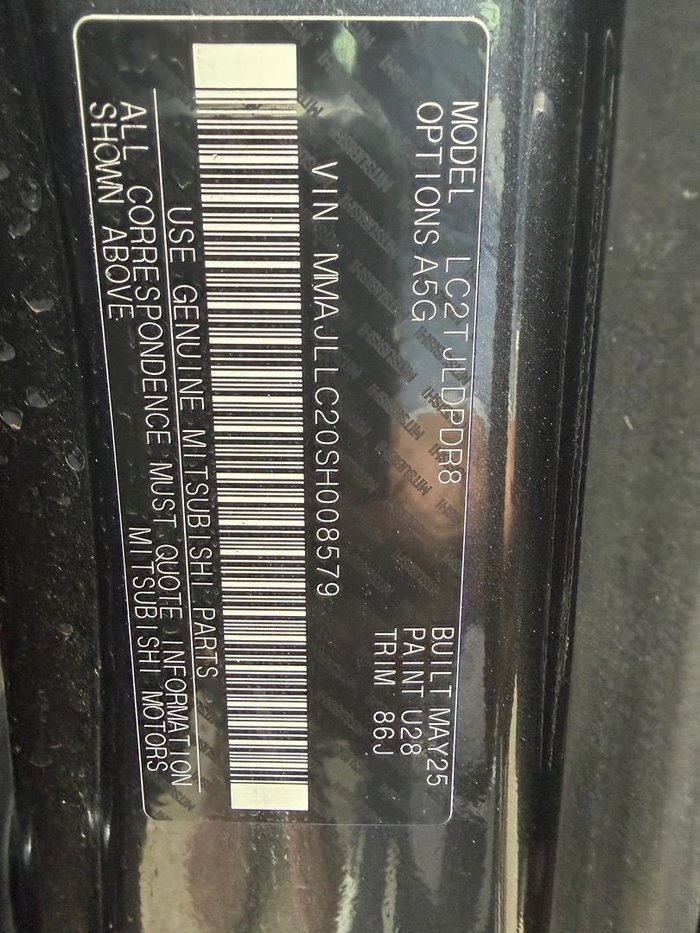 MODEL LC2TJLDPDR8 BUILT MAY25
OPTIONS A5G PAINT U28
TRIM 86J
VIN MMAJLLC20SH008579
USE GENUINE MITSUBISHI PARTS
ALL CORRESPONDENCE MUST QUOTE INFORMATION
SHOWN ABOVE MITSUBISHI MOTORS